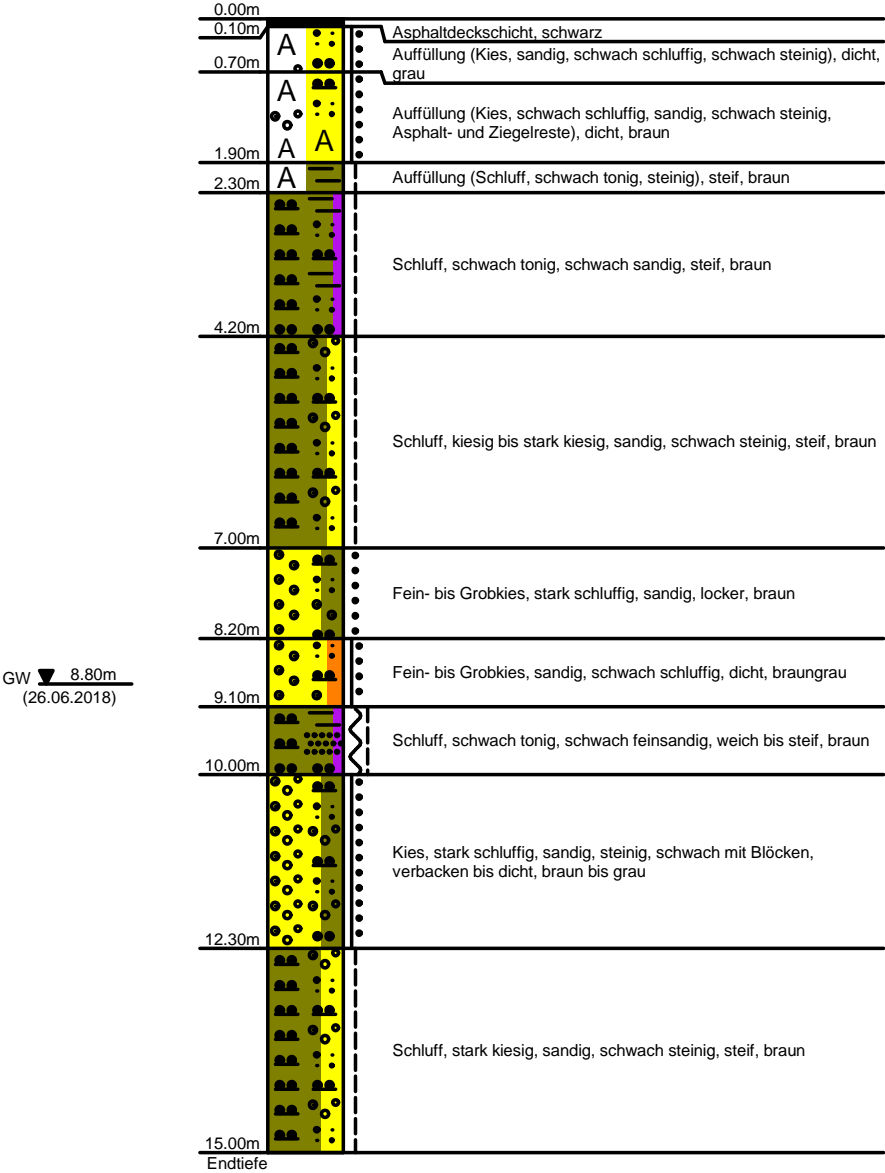 0.00m
0.10m
Asphaltdeckschicht, schwarz
A
Auffüllung (Kies, sandig, schwach schluffig, schwach steinig), dicht,
grau
0.70m
A
Auffüllung (Kies, schwach schluffig, sandig, schwach steinig,
Asphalt- und Ziegelreste), dicht, braun
A
A
1.90m
A
Auffüllung (Schluff, schwach tonig, steinig), steif, braun
2.30m
Schluff, schwach tonig, schwach sandig, steif, braun
4.20m
Schluff, kiesig bis stark kiesig, sandig, schwach steinig, steif, braun
7.00m
Fein- bis Grobkies, stark schluffig, sandig, locker, braun
8.20m
Fein- bis Grobkies, sandig, schwach schluffig, dicht, braungrau
GW 8.80m
(26.06.2018)
9.10m
Schluff, schwach tonig, schwach feinsandig, weich bis steif, braun
10.00m
Kies, stark schluffig, sandig, steinig, schwach mit Blöcken,
verbacken bis dicht, braun bis grau
12.30m
Schluff, stark kiesig, sandig, schwach steinig, steif, braun
15.00m
Endtiefe